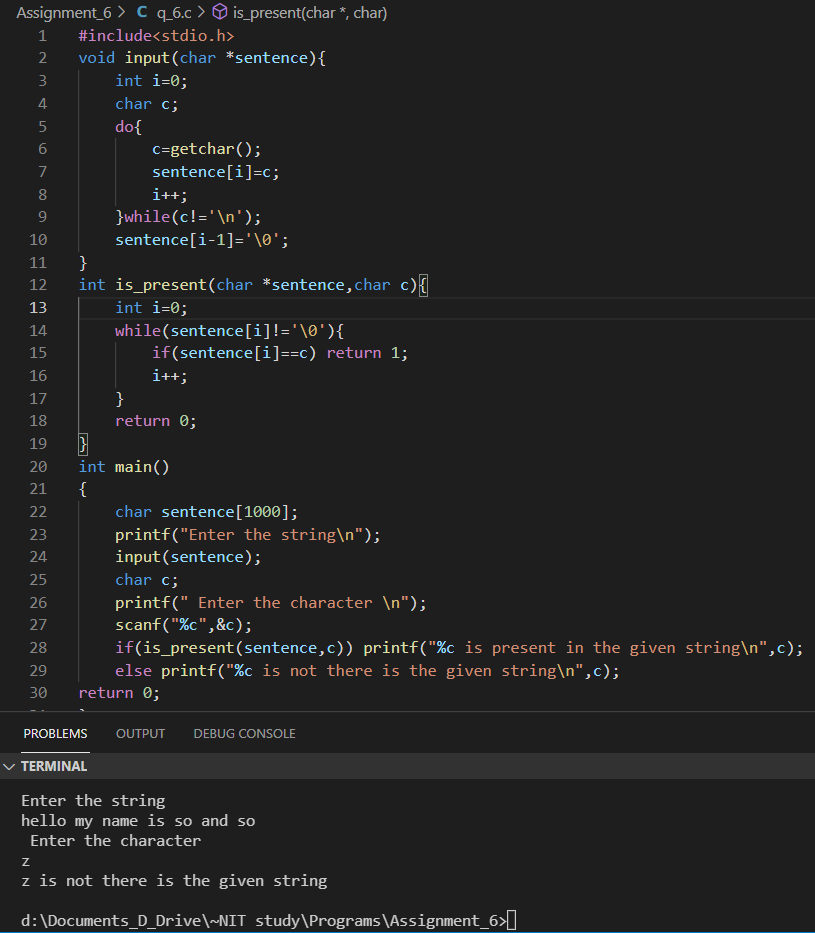 Assignment_6 > C q_6.c > is_present(char *, char)
1 #include<stdio.h>
2 void input(char *sentence){
3     int i=0;
4     char c;
5     do{
6         c=getchar();
7         sentence[i]=c;
8         i++;
9     }while(c!='\n');
10     sentence[i-1]='\0';
11 }
12 int is_present(char *sentence,char c){
13     int i=0;
14     while(sentence[i]!='\0'){
15         if(sentence[i]==c) return 1;
16         i++;
17     }
18     return 0;
19 }
20 int main()
21 {
22     char sentence[1000];
23     printf("Enter the string\n");
24     input(sentence);
25     char c;
26     printf(" Enter the character \n");
27     scanf("%c",&c);
28     if(is_present(sentence,c)) printf("%c is present in the given string\n",c);
29     else printf("%c is not there is the given string\n",c);
30 return 0;
PROBLEMS OUTPUT DEBUG CONSOLE
TERMINAL
Enter the string
hello my name is so and so
 Enter the character
z
z is not there is the given string
d:\Documents_D_Drive\~NIT study\Programs\Assignment_6>